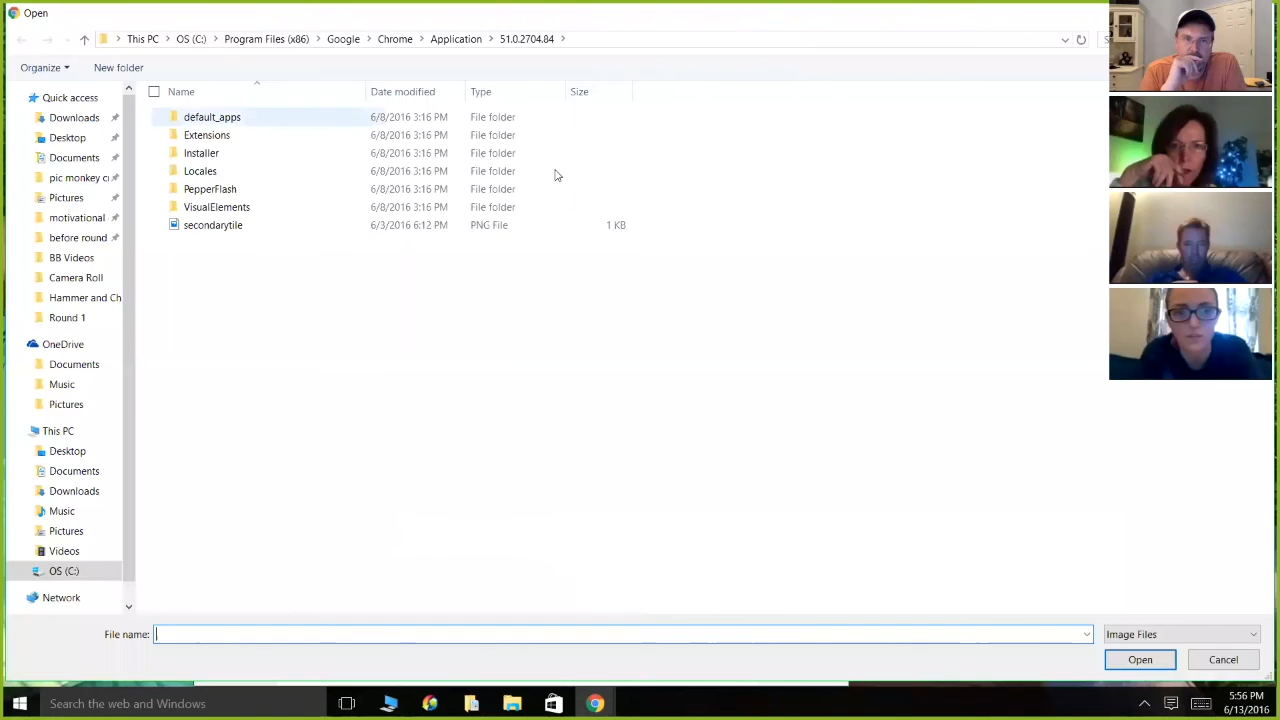 Open
This PC > OS (C:) > Program Files (x86) > Google > Chrome > Application > 51.0.2704.84 >
Organize New folder
Name Date modified Type Size
default_apps 6/8/2016 3:16 PM File folder
Extensions 6/8/2016 3:16 PM File folder
Installer 6/8/2016 3:16 PM File folder
Locales 6/8/2016 3:16 PM File folder
PepperFlash 6/8/2016 3:16 PM File folder
VisualElements 6/8/2016 3:16 PM File folder
secondarytile 6/3/2016 6:12 PM PNG File 1 KB
Quick access
Downloads
Desktop
Documents
pic monkey cr
Pictures
motivational
before round
BB Videos
Camera Roll
Hammer and Ch
Round 1
OneDrive
Documents
Music
Pictures
This PC
Desktop
Documents
Downloads
Music
Pictures
Videos
OS (C:)
Network
File name: Image Files
Open Cancel
Search the web and Windows
5:56 PM
6/13/2016